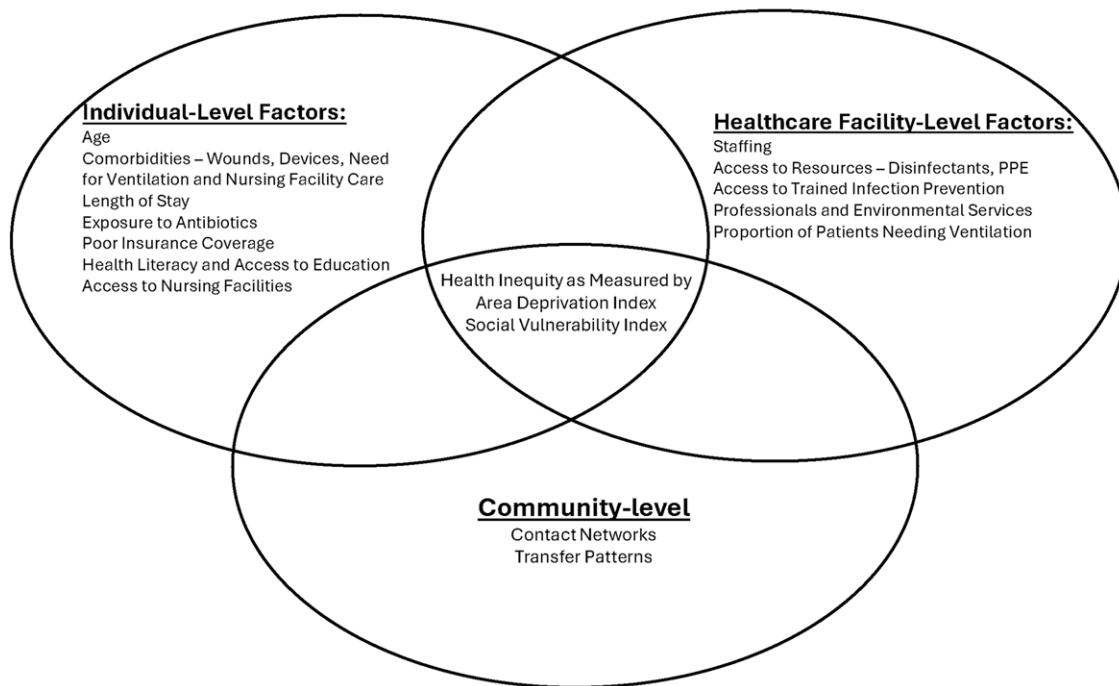 Individual-Level Factors:
Age
Comorbidities – Wounds, Devices, Need
for Ventilation and Nursing Facility Care
Length of Stay
Exposure to Antibiotics
Poor Insurance Coverage
Health Literacy and Access to Education
Access to Nursing Facilities
Healthcare Facility-Level Factors:
Staffing
Access to Resources – Disinfectants, PPE
Access to Trained Infection Prevention
Professionals and Environmental Services
Proportion of Patients Needing Ventilation
Health Inequity as Measured by
Area Deprivation Index
Social Vulnerability Index
Community-level
Contact Networks
Transfer Patterns